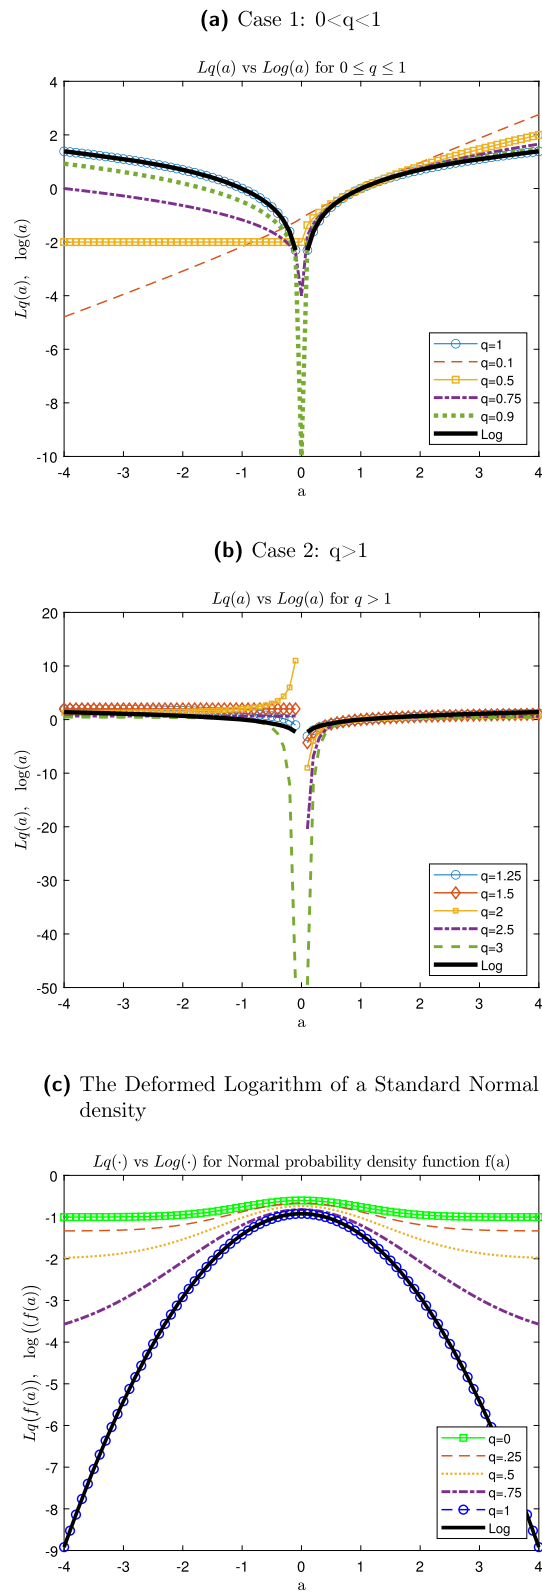 (a) Case 1: 0<q<1
Lq(a) vs Log(a) for 0 ≤ q ≤ 1
4
2
0
-2
-4
-6
-8
-10
Lq(a), log(a)
q=1
q=0.1
q=0.5
q=0.75
q=0.9
Log
-4 -3 -2 -1 0 1 2 3 4
a
(b) Case 2: q>1
Lq(a) vs Log(a) for q > 1
20
10
0
-10
-20
-30
-40
-50
Lq(a), log(a)
q=1.25
q=1.5
q=2
q=2.5
q=3
Log
-4 -3 -2 -1 0 1 2 3 4
a
(c) The Deformed Logarithm of a Standard Normal
density
Lq(·) vs Log(·) for Normal probability density function f(a)
0
-1
-2
-3
-4
-5
-6
-7
-8
-9
Lq(f(a)), log((f(a))
q=0
q=.25
q=.5
q=.75
q=1
Log
-4 -3 -2 -1 0 1 2 3 4
a